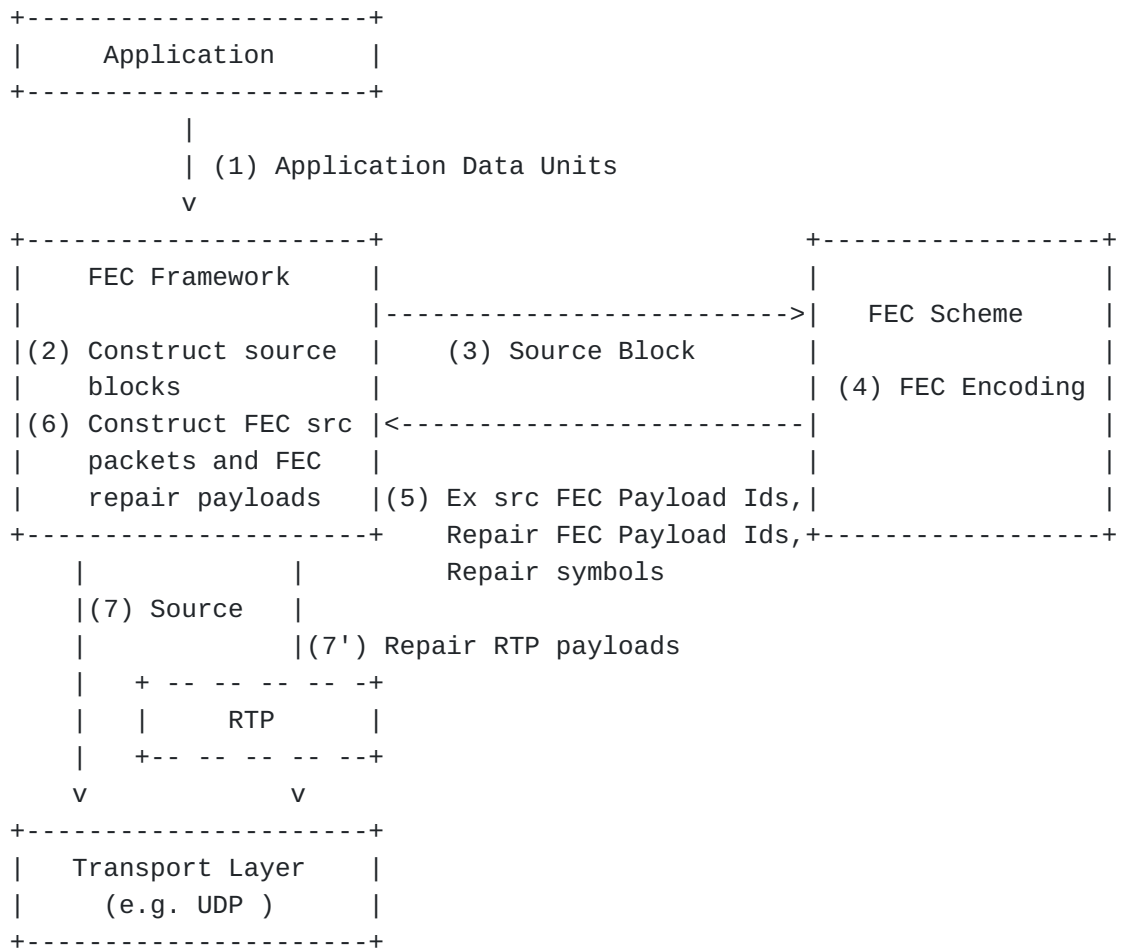 Application
(1) Application Data Units
FEC Framework
FEC Scheme
(2) Construct source (3) Source Block
blocks (4) FEC Encoding
(6) Construct FEC src
packets and FEC
repair payloads (5) Ex src FEC Payload Ids,
Repair FEC Payload Ids,
Repair symbols
(7) Source
(7') Repair RTP payloads
RTP
Transport Layer
(e.g. UDP )